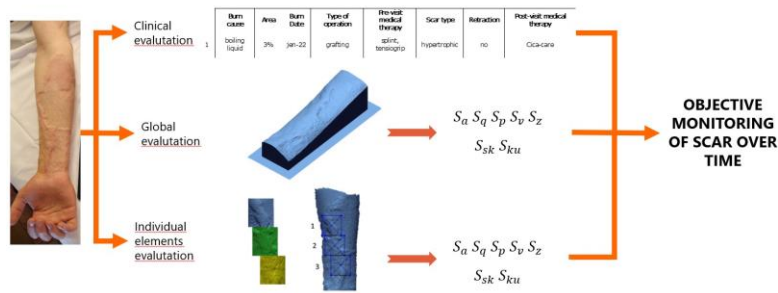 Clinical
evalutation
Burn cause Area Burn Date Type of operation Pre-visit medical therapy Scar type Retraction Post-visit medical therapy
1 boiling liquid 3% jen-22 grafting splint, tensiogrip hypertrophic no Cica-care
Global
evalutation
Sa Sq Sp Sv Sz
Ssk Sku
OBJECTIVE
MONITORING
OF SCAR OVER
TIME
Individual
elements
evalutation
1
2
3
Sa Sq Sp Sv Sz
Ssk Sku